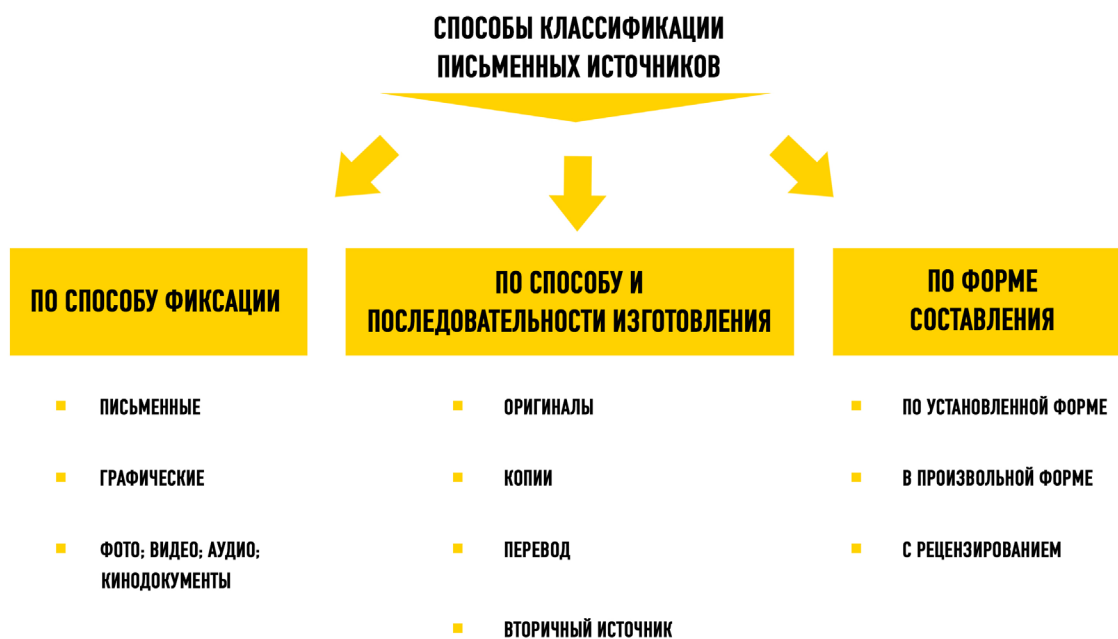 СПОСОБЫ КЛАССИФИКАЦИИ
ПИСЬМЕННЫХ ИСТОЧНИКОВ
ПО СПОСОБУ ФИКСАЦИИ
ПИСЬМЕННЫЕ
ГРАФИЧЕСКИЕ
ФОТО; ВИДЕО; АУДИО;
КИНОДОКУМЕНТЫ
ПО СПОСОБУ И
ПОСЛЕДОВАТЕЛЬНОСТИ ИЗГОТОВЛЕНИЯ
ОРИГИНАЛЫ
КОПИИ
ПЕРЕВОД
ВТОРИЧНЫЙ ИСТОЧНИК
ПО ФОРМЕ
СОСТАВЛЕНИЯ
ПО УСТАНОВЛЕННОЙ ФОРМЕ
В ПРОИЗВОЛЬНОЙ ФОРМЕ
С РЕЦЕНЗИРОВАНИЕМ